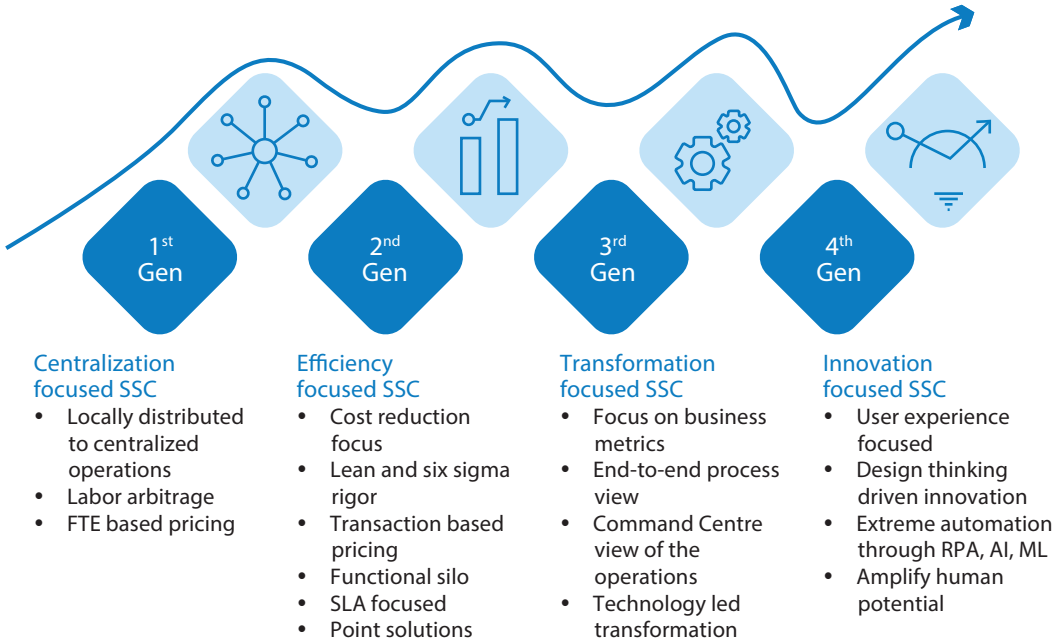 1st
Gen
2nd
Gen
3rd
Gen
4th
Gen
Centralization
focused SSC
• Locally distributed
to centralized
operations
• Labor arbitrage
• FTE based pricing
Efficiency
focused SSC
• Cost reduction
focus
• Lean and six sigma
rigor
• Transaction based
pricing
• Functional silo
• SLA focused
• Point solutions
Transformation
focused SSC
• Focus on business
metrics
• End-to-end process
view
• Command Centre
view of the
operations
• Technology led
transformation
Innovation
focused SSC
• User experience
focused
• Design thinking
driven innovation
• Extreme automation
through RPA, AI, ML
• Amplify human
potential